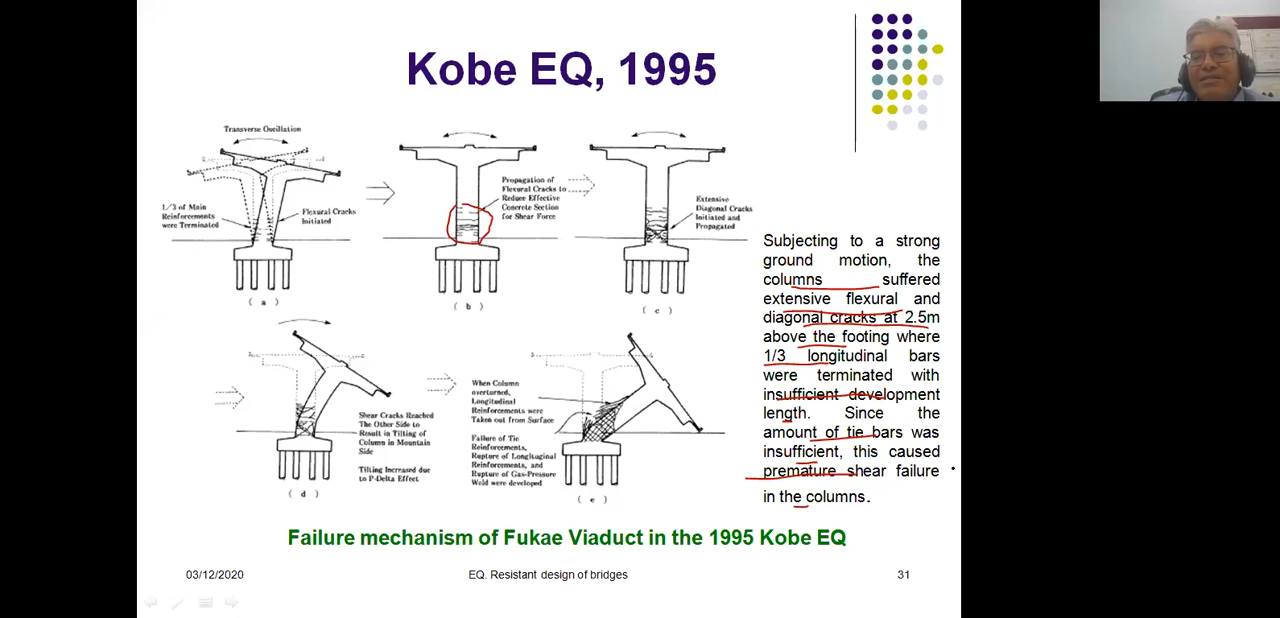 Kobe EQ, 1995
Transverse Oscillation
1/3 of Main
Reinforcements
were Terminated
Flexural Cracks
Initiated
( a )
Propagation of
Flexural Cracks to
Reduce Effective
Concrete Section
for Shear Force
( b )
Extensive
Diagonal Cracks
Initiated and
Propagated
( c )
Shear Cracks Reached
The Other Side to
Result in Tilting of
Column in Mountain
Side
Tilting Increased due
to P-Delta Effect
( d )
When Column
overturned,
Longitudinal
Reinforcements were
Taken out from Surface
Failure of Tie
Reinforcements,
Rupture of Longitudinal
Reinforcements, and
Rupture of Gas-Pressure
Weld were developed
( e )
Subjecting to a strong
ground motion, the
columns suffered
extensive flexural and
diagonal cracks at 2.5m
above the footing where
1/3 longitudinal bars
were terminated with
insufficient development
length. Since the
amount of tie bars was
insufficient, this caused
premature shear failure
in the columns.
Failure mechanism of Fukae Viaduct in the 1995 Kobe EQ
03/12/2020
EQ. Resistant design of bridges
31